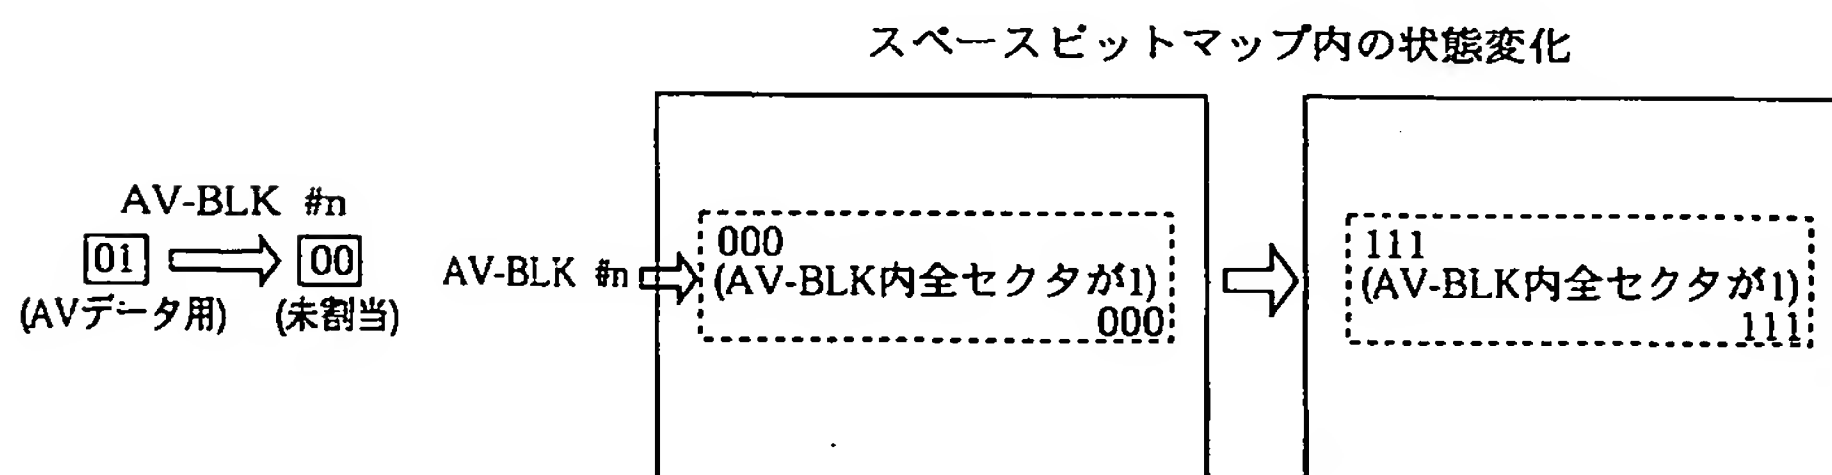 スペースビットマップ内の状態変化
AV-BLK #n
01 00
(AVデータ用) (未割当)
AV-BLK #n
000
(AV-BLK内全セクタが1)
000
111
(AV-BLK内全セクタが1)
111